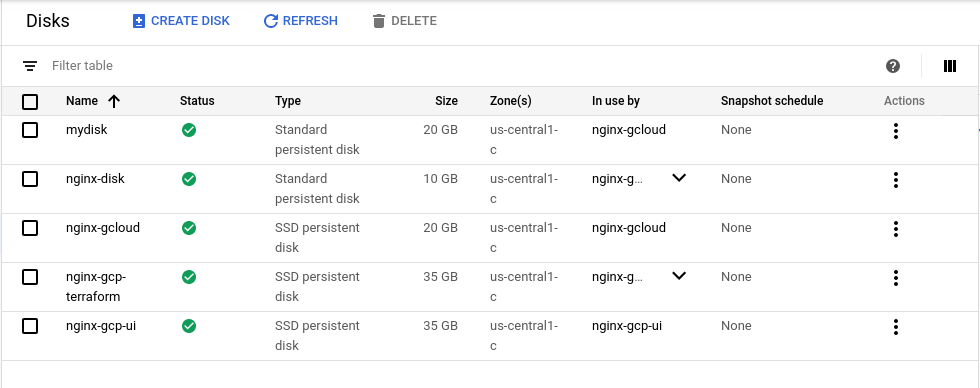 Disks CREATE DISK REFRESH DELETE
Filter table
Name Status Type Size Zone(s) In use by Snapshot schedule Actions
mydisk Standard 20 GB us-central1- nginx-gcloud None
persistent disk c
nginx-disk Standard 10 GB us-central1- nginx-g... None
persistent disk c
nginx-gcloud SSD persistent 20 GB us-central1- nginx-gcloud None
disk c
nginx-gcp- SSD persistent 35 GB us-central1- nginx-g... None
terraform disk c
nginx-gcp-ui SSD persistent 35 GB us-central1- nginx-gcp-ui None
disk c